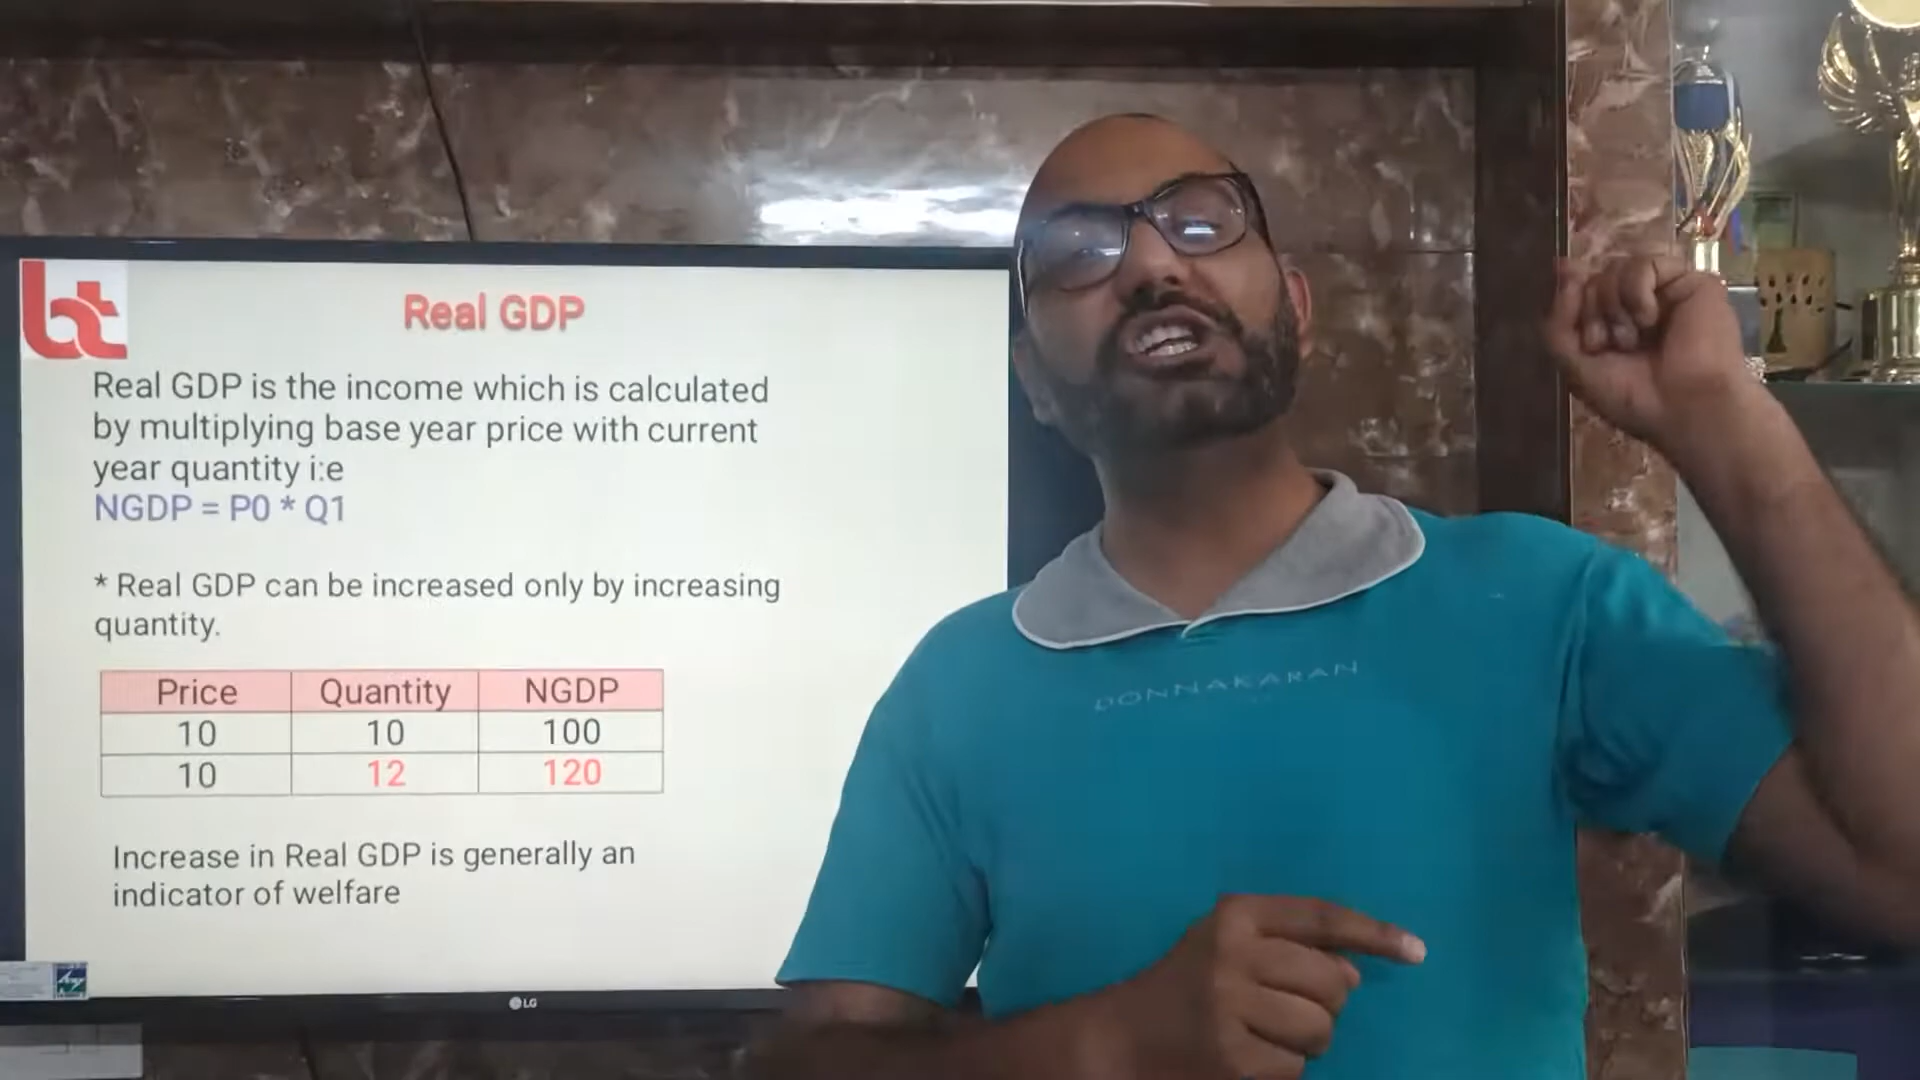 bt
Real GDP
Real GDP is the income which is calculated
by multiplying base year price with current
year quantity i:e
NGDP = P0 * Q1
* Real GDP can be increased only by increasing
quantity.
Price Quantity NGDP
10 10 100
10 12 120
Increase in Real GDP is generally an
indicator of welfare
LG
DONNAKARAN